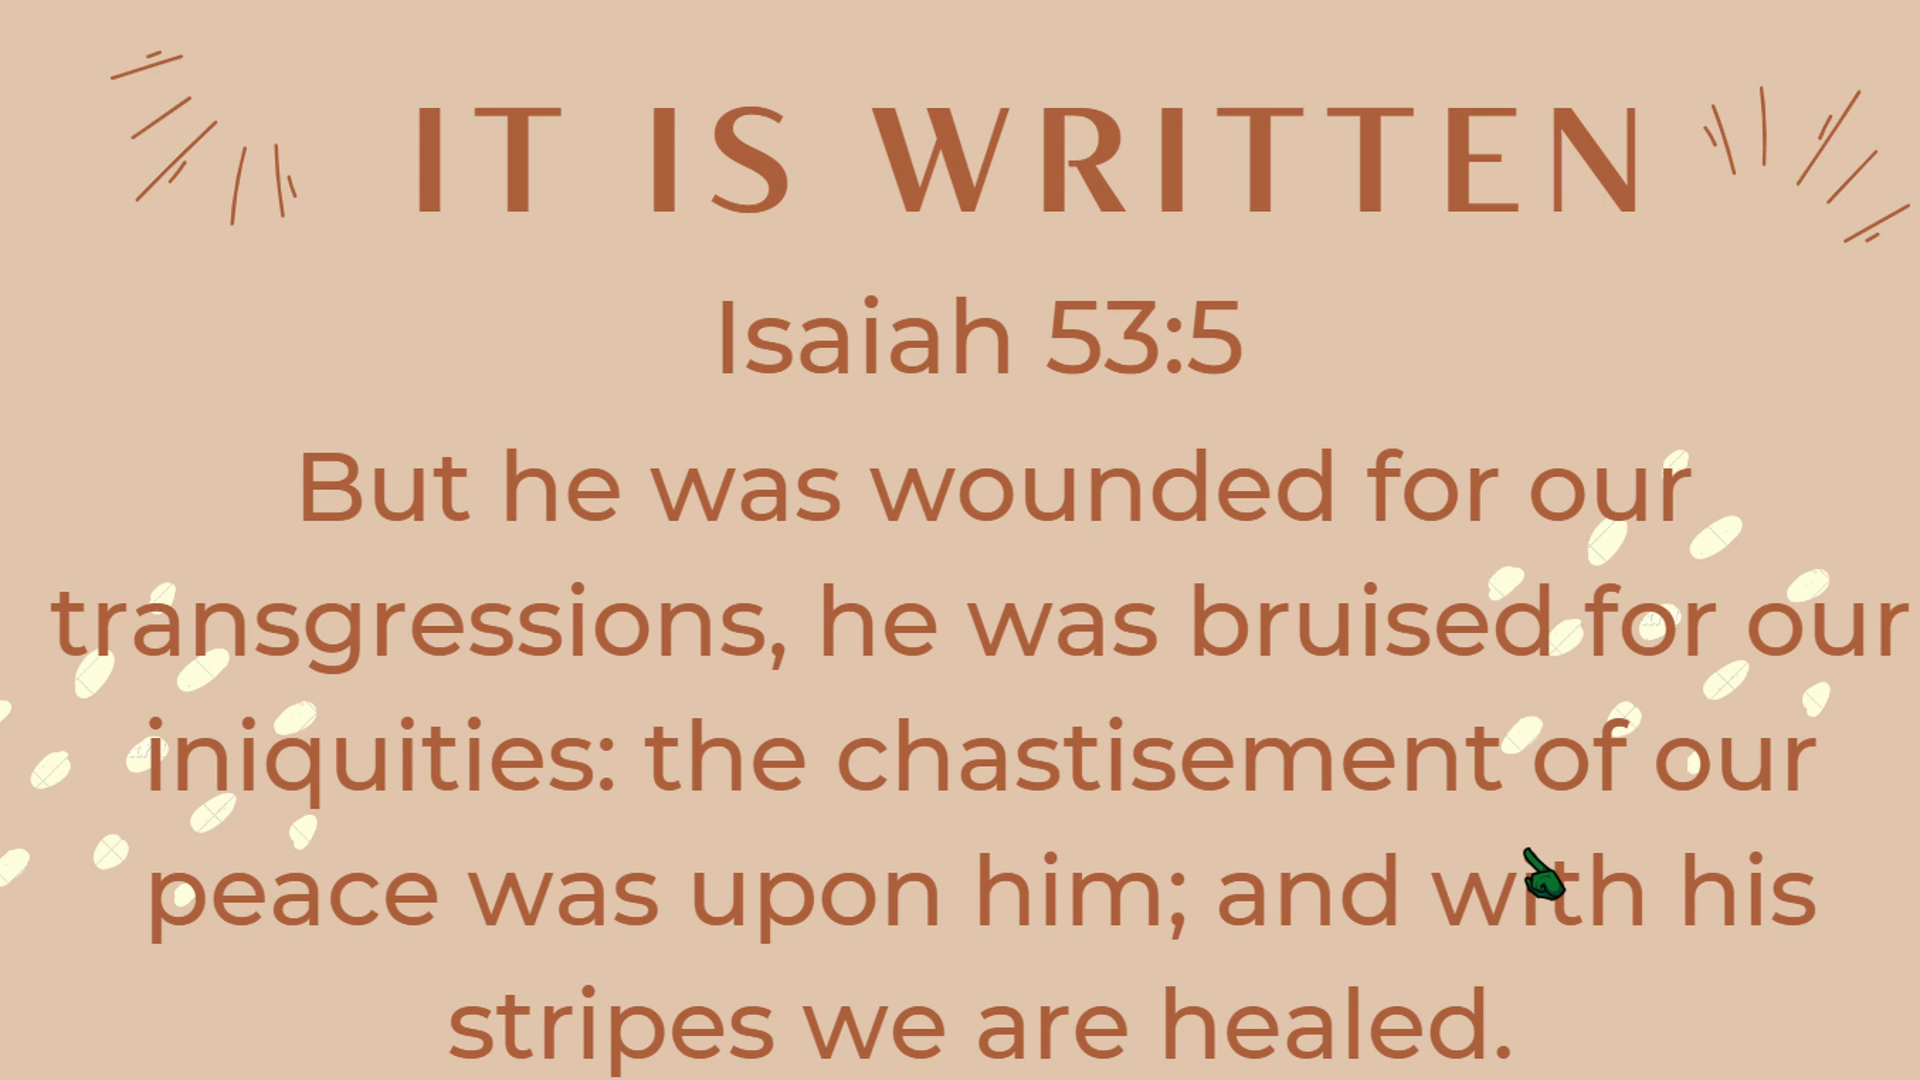 IT IS WRITTEN
Isaiah 53:5
But he was wounded for our
transgressions, he was bruised for our
iniquities: the chastisement of our
peace was upon him; and with his
stripes we are healed.